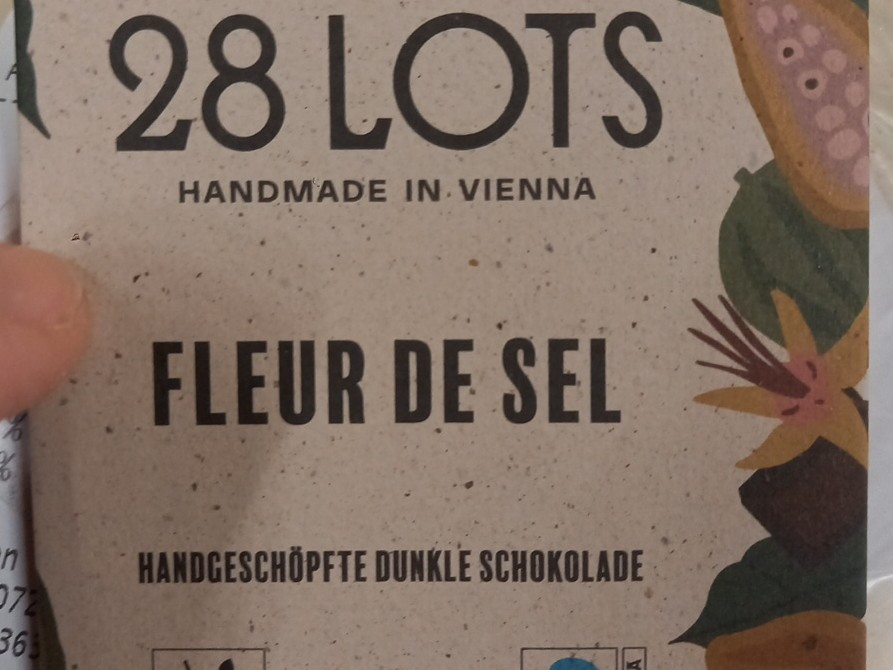 28 LOTS
HANDMADE IN VIENNA
FLEUR DE SEL
HANDGESCHÖPFTE DUNKLE SCHOKOLADE